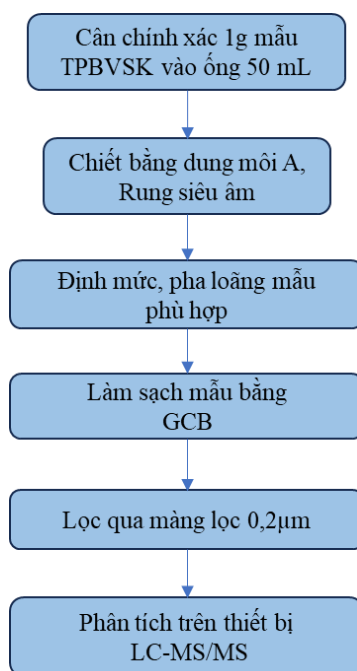 Cân chính xác 1g mẫu
TPBVSK vào ống 50 mL
Chiết bằng dung môi A,
Rung siêu âm
Định mức, pha loãng mẫu
phù hợp
Làm sạch mẫu bằng
GCB
Lọc qua màng lọc 0,2µm
Phân tích trên thiết bị
LC-MS/MS